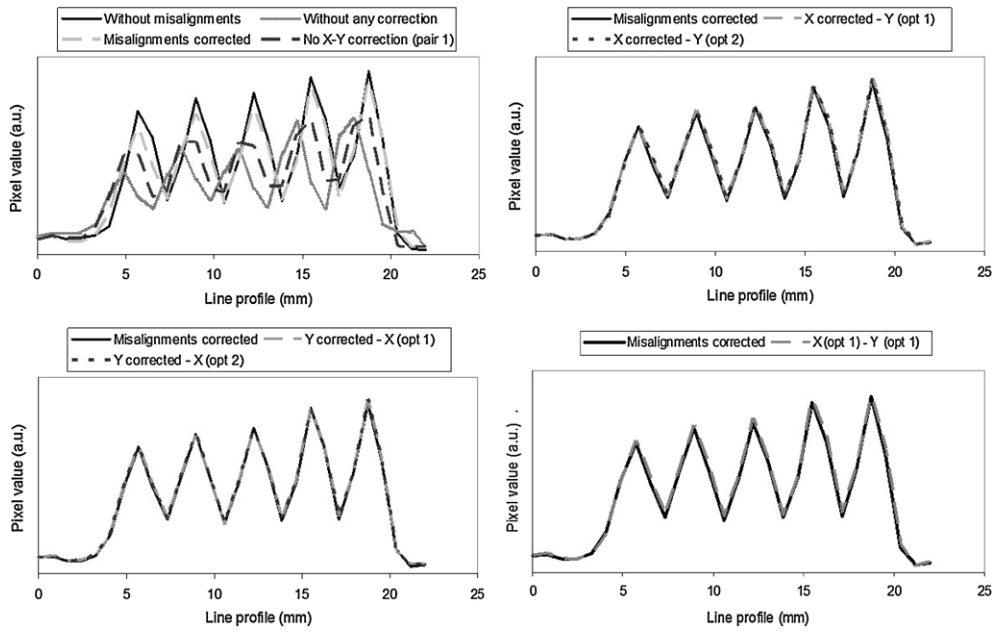 Without misalignments Without any correction
Misalignments corrected No X-Y correction (pair 1)
Pixel value (a.u.)
0 5 10 15 20 25
Line profile (mm)
Misalignments corrected X corrected - Y (opt 1)
X corrected - Y (opt 2)
Pixel value (a.u.)
0 5 10 15 20 25
Line profile (mm)
Misalignments corrected Y corrected - X (opt 1)
Y corrected - X (opt 2)
Pixel value (a.u.)
0 5 10 15 20 25
Line profile (mm)
Misalignments corrected X (opt 1) - Y (opt 1)
Pixel value (a.u.)
0 5 10 15 20 25
Line profile (mm)